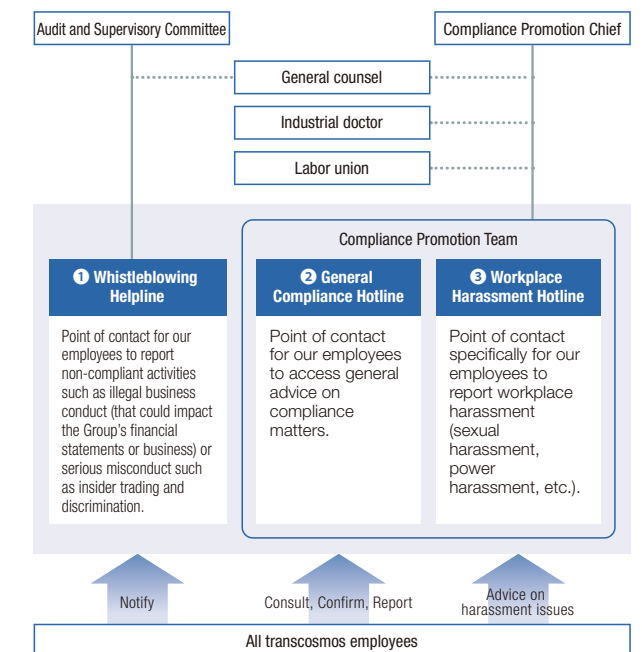 Audit and Supervisory Committee
Compliance Promotion Chief
General counsel
Industrial doctor
Labor union
Compliance Promotion Team
❶ Whistleblowing
Helpline
Point of contact for our
employees to report
non-compliant activities
such as illegal business
conduct (that could impact
the Group's financial
statements or business) or
serious misconduct such
as insider trading and
discrimination.
❷ General
Compliance Hotline
Point of contact
for our employees
to access general
advice on
compliance
matters.
❸ Workplace
Harassment Hotline
Point of contact
specifically for our
employees to
report workplace
harassment
(sexual
harassment,
power
harassment, etc.).
Notify
Consult, Confirm, Report
Advice on
harassment issues
All transcosmos employees